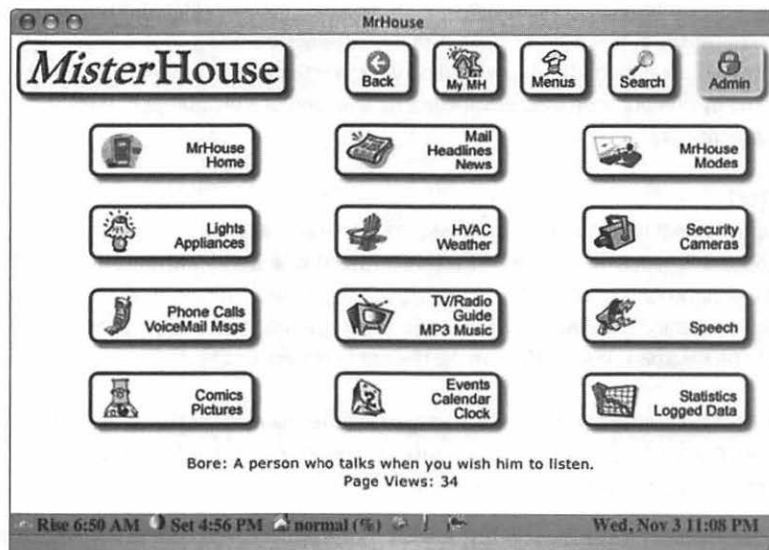 MrHouse
MisterHouse
Back
My MH
Menus
Search
Admin
MrHouse
Home
Mail
Headlines
News
MrHouse
Modes
Lights
Appliances
HVAC
Weather
Security
Cameras
Phone Calls
VoiceMail Msgs
TV/Radio
Guide
MP3 Music
Speech
Comics
Pictures
Events
Calendar
Clock
Statistics
Logged Data
Bore: A person who talks when you wish him to listen.
Page Views: 34
Rise 6:50 AM Set 4:56 PM normal (%) Wed, Nov 3 11:08 PM